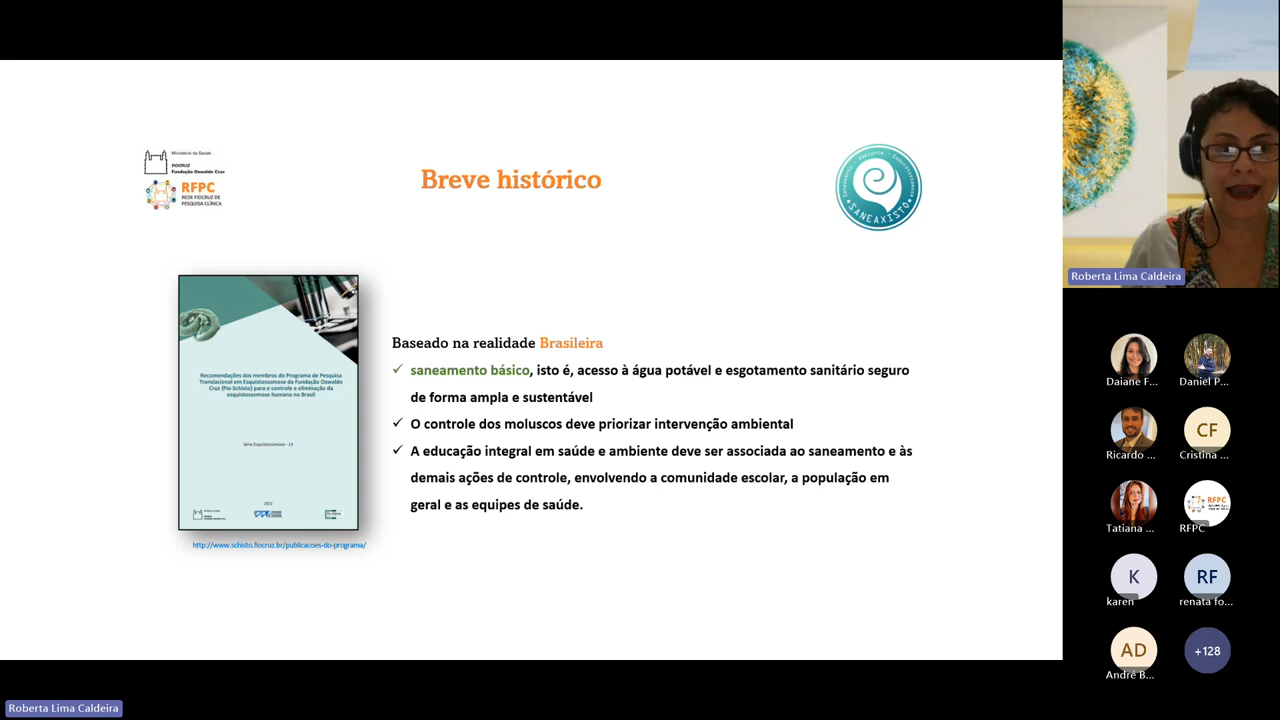 Ministério da Saúde
FIOCRUZ
Fundação Oswaldo Cruz
RFPC
REDE FIOCRUZ DE
PESQUISA CLÍNICA
Breve histórico
Saneamento - Ambiente - Esquistossomose
SANEAXISTO
Recomendações dos membros do Programa de Pesquisa
Translacional em Esquistossomose da Fundação Oswaldo
Cruz (Fio-Schisto) para o controle e eliminação da
esquistossomose humana no Brasil
Série Esquistossomose - 19
2022
http://www.schisto.fiocruz.br/publicacoes-do-programa/
Baseado na realidade Brasileira
✓ saneamento básico, isto é, acesso à água potável e esgotamento sanitário seguro
de forma ampla e sustentável
✓ O controle dos moluscos deve priorizar intervenção ambiental
✓ A educação integral em saúde e ambiente deve ser associada ao saneamento e às
demais ações de controle, envolvendo a comunidade escolar, a população em
geral e as equipes de saúde.
Roberta Lima Caldeira
Daiane F...
Daniel P...
Ricardo ...
CF
Cristina ...
Tatiana ...
RFPC
RFPC
K
karen
RF
renata fo...
AD
André B...
+128
Roberta Lima Caldeira